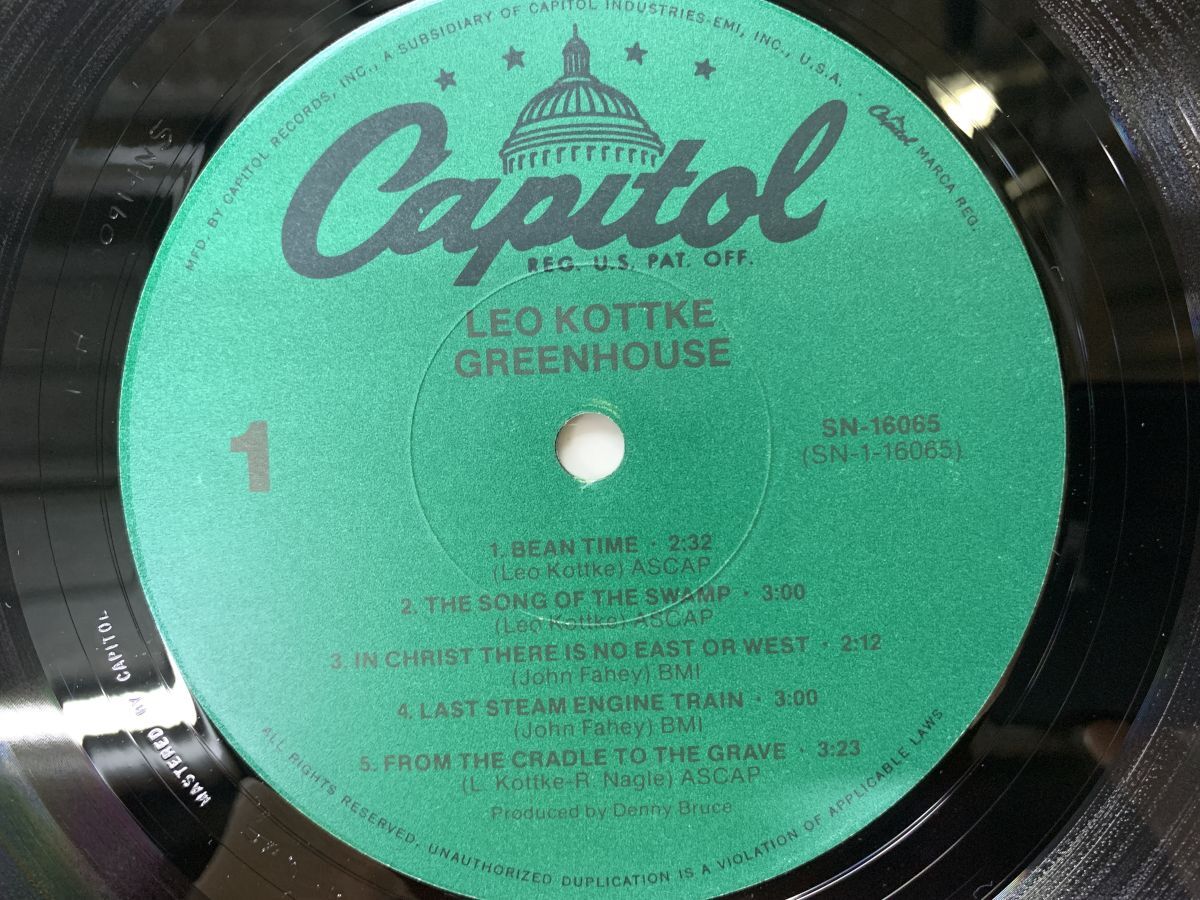 MFD. BY CAPITOL RECORDS, INC., A SUBSIDIARY OF CAPITOL INDUSTRIES-EMI, INC., U.S.A. · Capitol MARCA REG.
Capitol
REG. U.S. PAT. OFF.
LEO KOTTKE
GREENHOUSE
1
SN-16065
(SN-1-16065)
1. BEAN TIME · 2:32
(Leo Kottke) ASCAP
2. THE SONG OF THE SWAMP · 3:00
(Leo Kottke) ASCAP
3. IN CHRIST THERE IS NO EAST OR WEST · 2:12
(John Fahey) BMI
4. LAST STEAM ENGINE TRAIN · 3:00
(John Fahey) BMI
5. FROM THE CRADLE TO THE GRAVE · 3:23
(L. Kottke-R. Nagle) ASCAP
Produced by Denny Bruce
ALL RIGHTS RESERVED. UNAUTHORIZED DUPLICATION IS A VIOLATION OF APPLICABLE LAWS
MASTERED BY CAPITOL